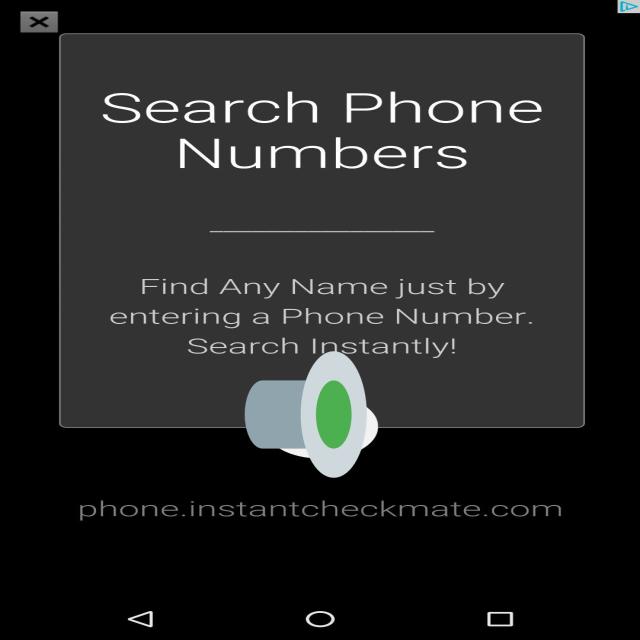 Search Phone
Numbers
Find Any Name just by
entering a Phone Number.
Search Instantly!
phone.instantcheckmate.com